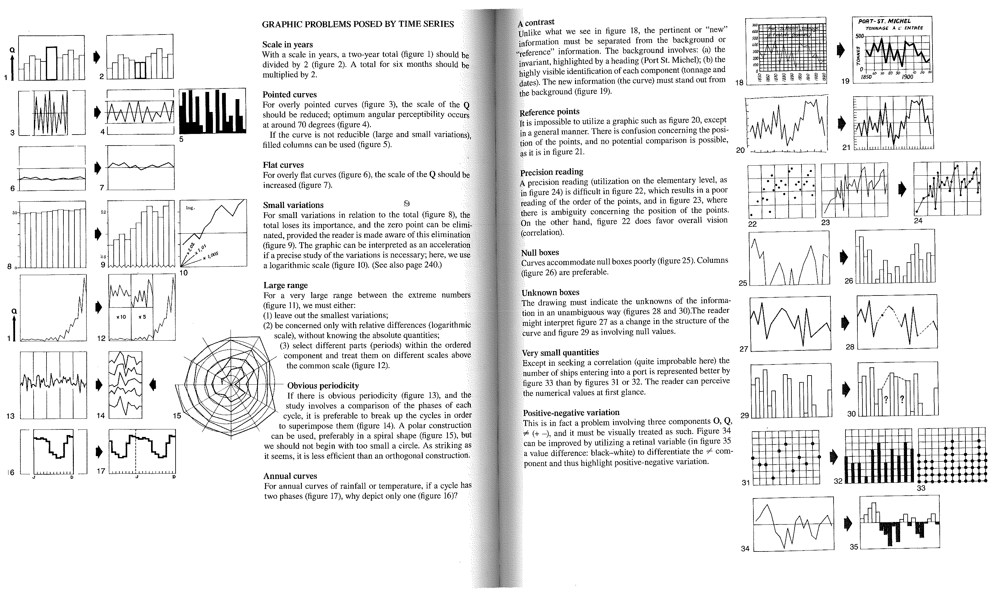 GRAPHIC PROBLEMS POSED BY TIME SERIES
Scale in years
With a scale in years, a two-year total (figure 1) should be
divided by 2 (figure 2). A total for six months should be
multiplied by 2.
Pointed curves
For overly pointed curves (figure 3), the scale of the Q
should be reduced; optimum angular perceptibility occurs
at around 70 degrees (figure 4).
If the curve is not reducible (large and small variations),
filled columns can be used (figure 5).
Flat curves
For overly flat curves (figure 6), the scale of the Q should be
increased (figure 7).
Small variations
For small variations in relation to the total (figure 8), the
total loses its importance, and the zero point can be elimi-
nated, provided the reader is made aware of this elimination
(figure 9). The graphic can be interpreted as an acceleration
if a precise study of the variations is necessary; here, we use
a logarithmic scale (figure 10). (See also page 240.)
Large range
For a very large range between the extreme numbers
(figure 11), we must either:
(1) leave out the smallest variations;
(2) be concerned only with relative differences (logarithmic
scale), without knowing the absolute quantities;
(3) select different parts (periods) within the ordered
component and treat them on different scales above
the common scale (figure 12).
Obvious periodicity
If there is obvious periodicity (figure 13), and the
study involves a comparison of the phases of each
cycle, it is preferable to break up the cycles in order
to superimpose them (figure 14). A polar construction
can be used, preferably in a spiral shape (figure 15), but
we should not begin with too small a circle. As striking as
it seems, it is less efficient than an orthogonal construction.
Annual curves
For annual curves of rainfall or temperature, if a cycle has
two phases (figure 17), why depict only one (figure 16)?
Q
1
2
3
4
5
6
7
50
8
0
52
9
log.
×1,02
×1,01
×1,005
10
Q
1
x10
x5
12
13
14
15
16
J
D
17
J
D
A contrast
Unlike what we see in figure 18, the pertinent or “new”
information must be separated from the background or
“reference” information. The background involves: (a) the
invariant, highlighted by a heading (Port St. Michel); (b) the
highly visible identification of each component (tonnage and
dates). The new information (the curve) must stand out from
the background (figure 19).
Reference points
It is impossible to utilize a graphic such as figure 20, except
in a general manner. There is confusion concerning the posi-
tion of the points, and no potential comparison is possible,
as it is in figure 21.
Precision reading
A precision reading (utilization on the elementary level, as
in figure 24) is difficult in figure 22, which results in a poor
reading of the order of the points, and in figure 23, where
there is ambiguity concerning the position of the points.
On the other hand, figure 22 does favor overall vision
(correlation).
Null boxes
Curves accommodate null boxes poorly (figure 25). Columns
(figure 26) are preferable.
Unknown boxes
The drawing must indicate the unknowns of the informa-
tion in an unambiguous way (figures 28 and 30).The reader
might interpret figure 27 as a change in the structure of the
curve and figure 29 as involving null values.
Very small quantities
Except in seeking a correlation (quite improbable here) the
number of ships entering into a port is represented better by
figure 33 than by figures 31 or 32. The reader can perceive
the numerical values at first glance.
Positive-negative variation
This is in fact a problem involving three components O, Q,
≠ (+ –), and it must be visually treated as such. Figure 34
can be improved by utilizing a retinal variable (in figure 35
a value difference: black–white) to differentiate the ≠ com-
ponent and thus highlight positive-negative variation.
700
600
500
400
300
200
100
0
Port-St Michel, tonnage
à l'entrée (tonnes)
1850
1860
1870
1880
1890
1900
1910
1920
1930
18
PORT-ST. MICHEL
TONNAGE À L' ENTRÉE
500
TONNES
0
1850 60 70 80 90 1900 10 20 30
19
20
21
22
23
24
25
26
27
28
29
? ?
30
31
32
33
34
35